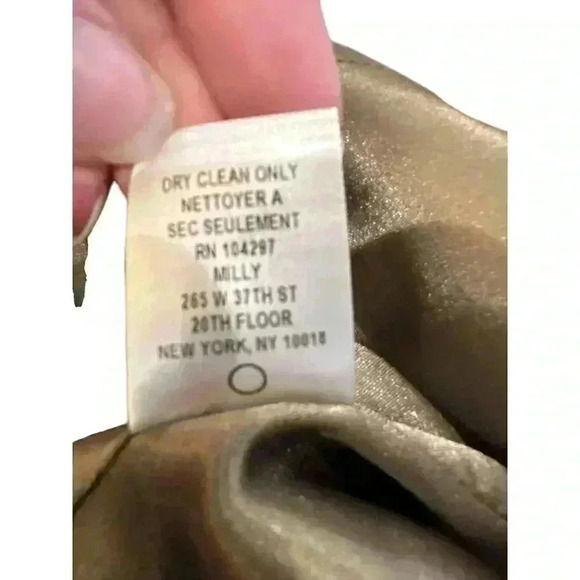 DRY CLEAN ONLY
NETTOYER A
SEC SEULEMENT
RN 104297
MILLY
265 W 37TH ST
20TH FLOOR
NEW YORK, NY 10018